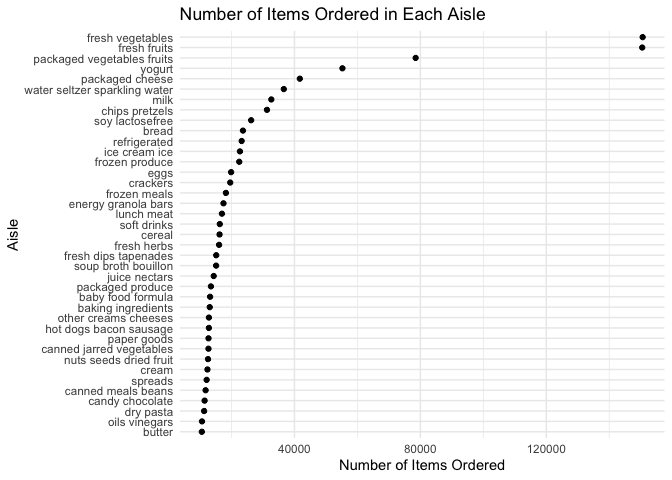 Number of Items Ordered in Each Aisle
fresh vegetables
fresh fruits
packaged vegetables fruits
yogurt
packaged cheese
water seltzer sparkling water
milk
chips pretzels
soy lactosefree
bread
refrigerated
ice cream ice
frozen produce
eggs
crackers
frozen meals
energy granola bars
lunch meat
soft drinks
cereal
fresh herbs
fresh dips tapenades
soup broth bouillon
juice nectars
packaged produce
baby food formula
baking ingredients
other creams cheeses
hot dogs bacon sausage
paper goods
canned jarred vegetables
nuts seeds dried fruit
cream
spreads
canned meals beans
candy chocolate
dry pasta
oils vinegars
butter
Aisle
40000
80000
120000
Number of Items Ordered